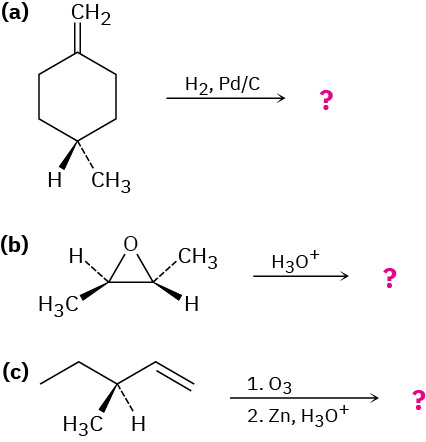 (a)
CH2
H2, Pd/C
?
H CH3
(b)
O
H CH3
H3O+
?
H3C H
(c)
1. O3
?
2. Zn, H3O+
H3C H